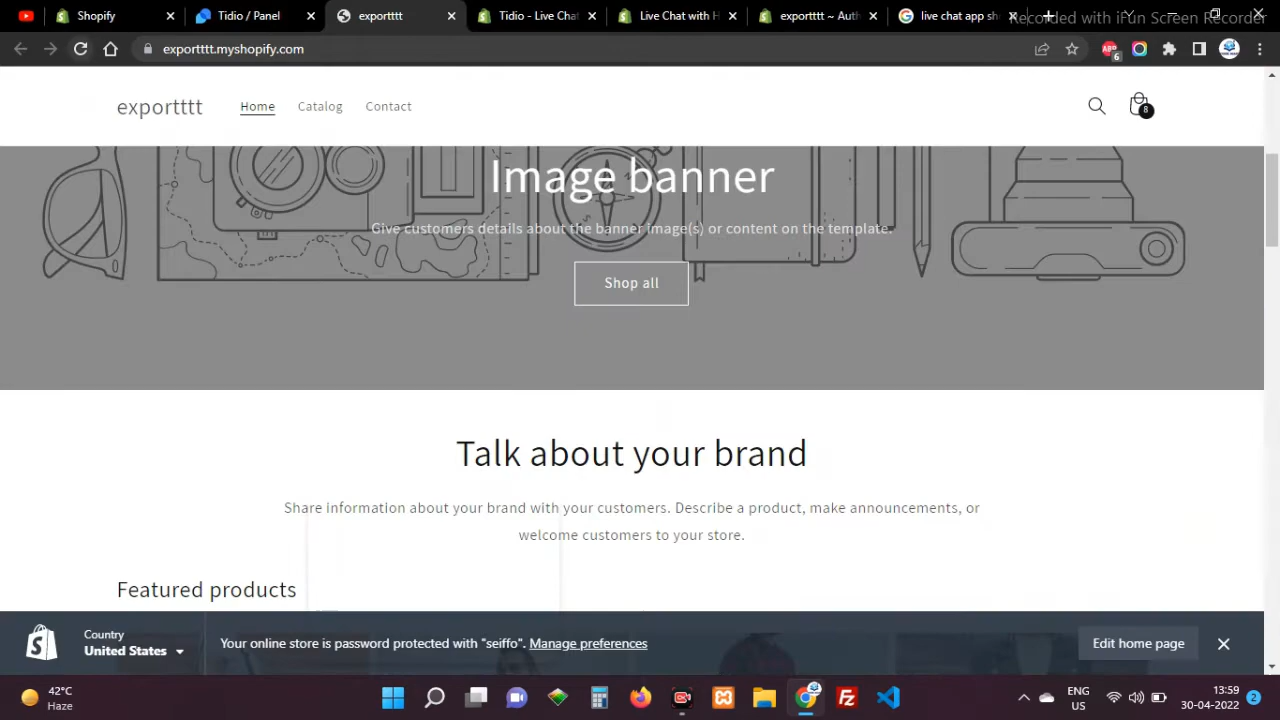 Shopify
Tidio / Panel
exportttt
Tidio - Live Chat
Live Chat with H
exportttt ~ Auth
live chat app sh
Recorded with iFun Screen Recorder
exportttt.myshopify.com
6
exportttt
Home
Catalog
Contact
8
Image banner
Give customers details about the banner image(s) or content on the template.
Shop all
Talk about your brand
Share information about your brand with your customers. Describe a product, make announcements, or
welcome customers to your store.
Featured products
Country
United States
Your online store is password protected with "seiffo". Manage preferences
Edit home page
42°C
Haze
ENG
US
13:59
30-04-2022
2